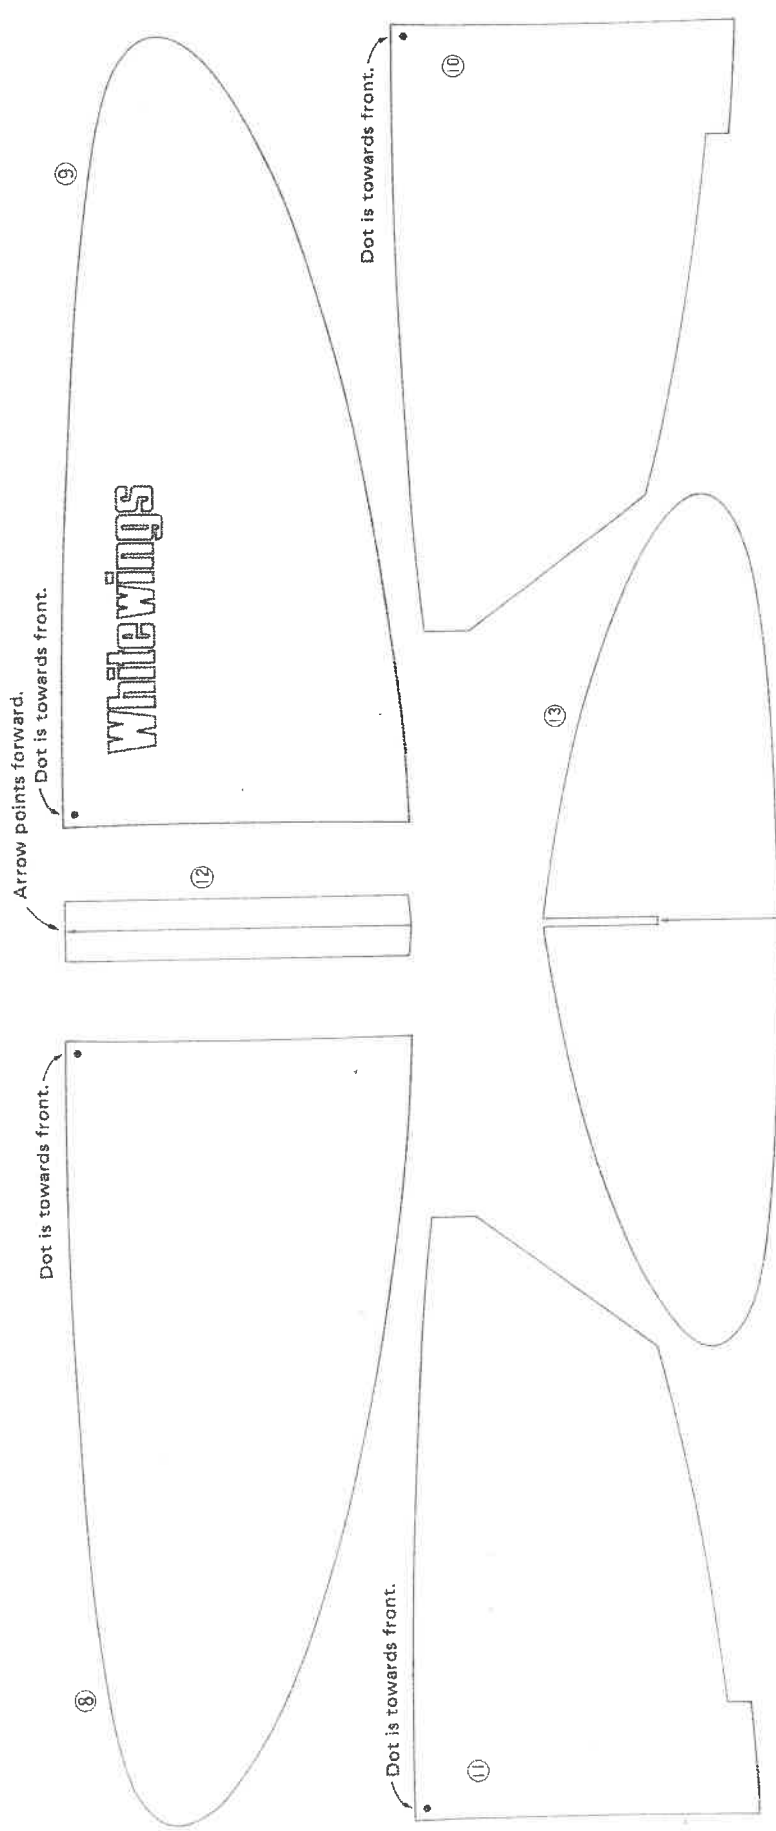 Arrow points forward.
Dot is towards front.
Dot is towards front.
⑧
⑫
⑨
Whitewings
Dot is towards front.
Dot is towards front.
⑪
⑬
⑩